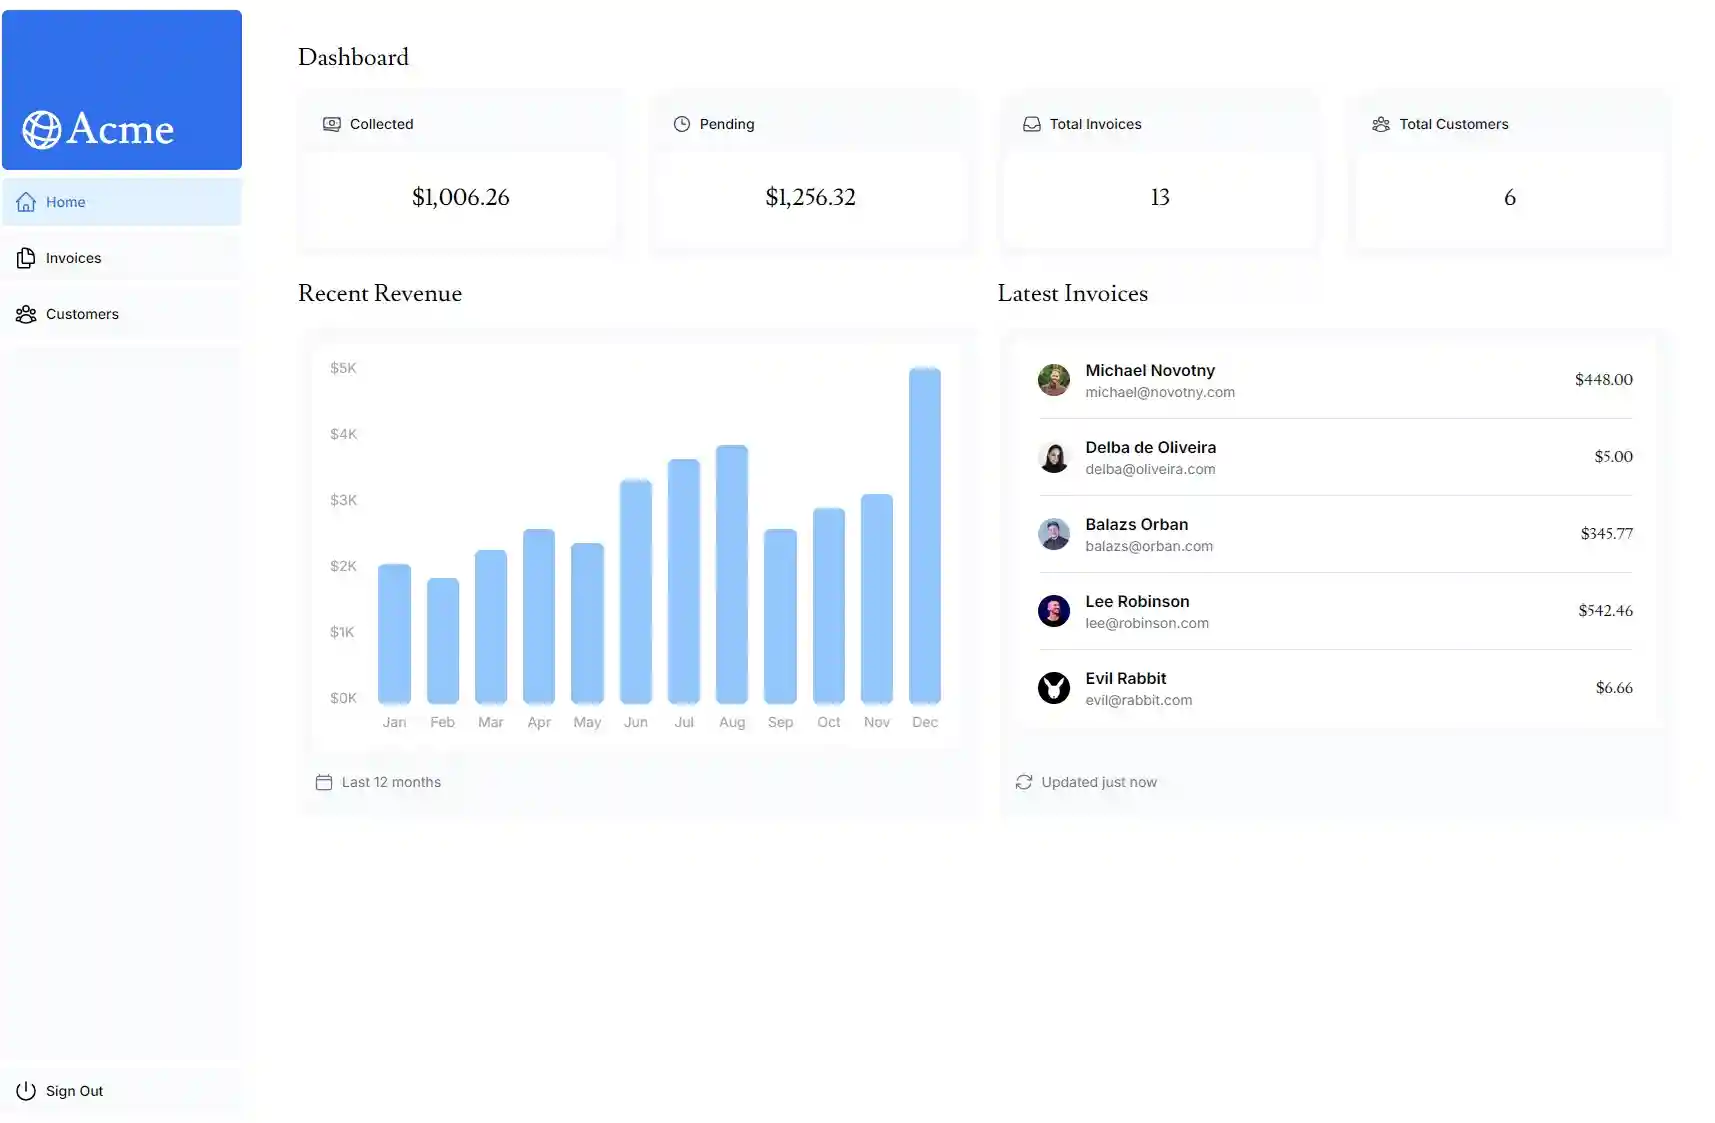 Acme
Home
Invoices
Customers
Sign Out
Dashboard
Collected
$1,006.26
Pending
$1,256.32
Total Invoices
13
Total Customers
6
Recent Revenue
$5K
$4K
$3K
$2K
$1K
$0K
Jan Feb Mar Apr May Jun Jul Aug Sep Oct Nov Dec
Last 12 months
Latest Invoices
Michael Novotny
michael@novotny.com
$448.00
Delba de Oliveira
delba@oliveira.com
$5.00
Balazs Orban
balazs@orban.com
$345.77
Lee Robinson
lee@robinson.com
$542.46
Evil Rabbit
evil@rabbit.com
$6.66
Updated just now